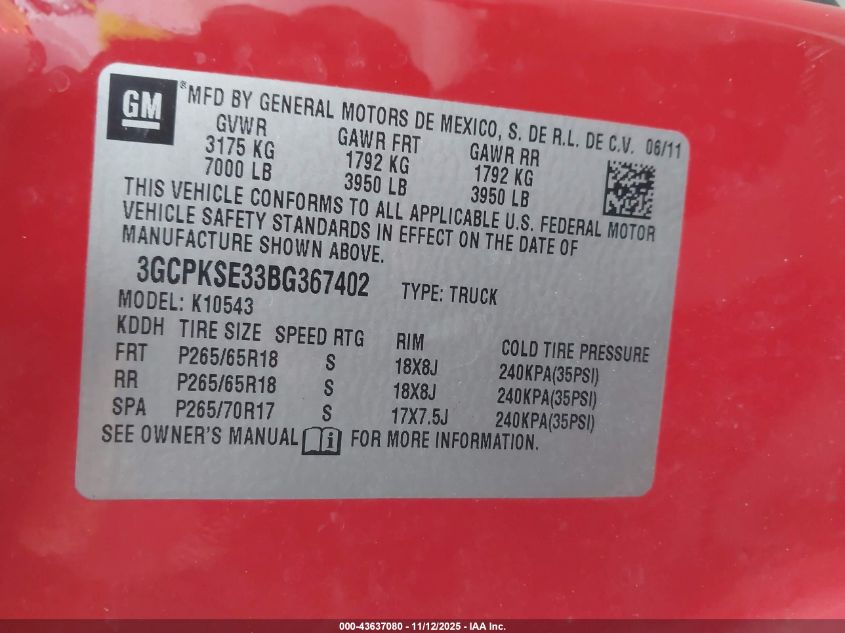 GM
® MFD BY GENERAL MOTORS DE MEXICO, S. DE R.L. DE C.V. 06/11
GVWR GAWR FRT GAWR RR
3175 KG 1792 KG 1792 KG
7000 LB 3950 LB 3950 LB
THIS VEHICLE CONFORMS TO ALL APPLICABLE U.S. FEDERAL MOTOR
VEHICLE SAFETY STANDARDS IN EFFECT ON THE DATE OF
MANUFACTURE SHOWN ABOVE.
3GCPKSE33BG367402 TYPE: TRUCK
MODEL: K10543
KDDH TIRE SIZE SPEED RTG RIM COLD TIRE PRESSURE
FRT P265/65R18 S 18X8J 240KPA(35PSI)
RR P265/65R18 S 18X8J 240KPA(35PSI)
SPA P265/70R17 S 17X7.5J 240KPA(35PSI)
SEE OWNER'S MANUAL FOR MORE INFORMATION.
000-43637080 - 11/12/2025 - IAA Inc.